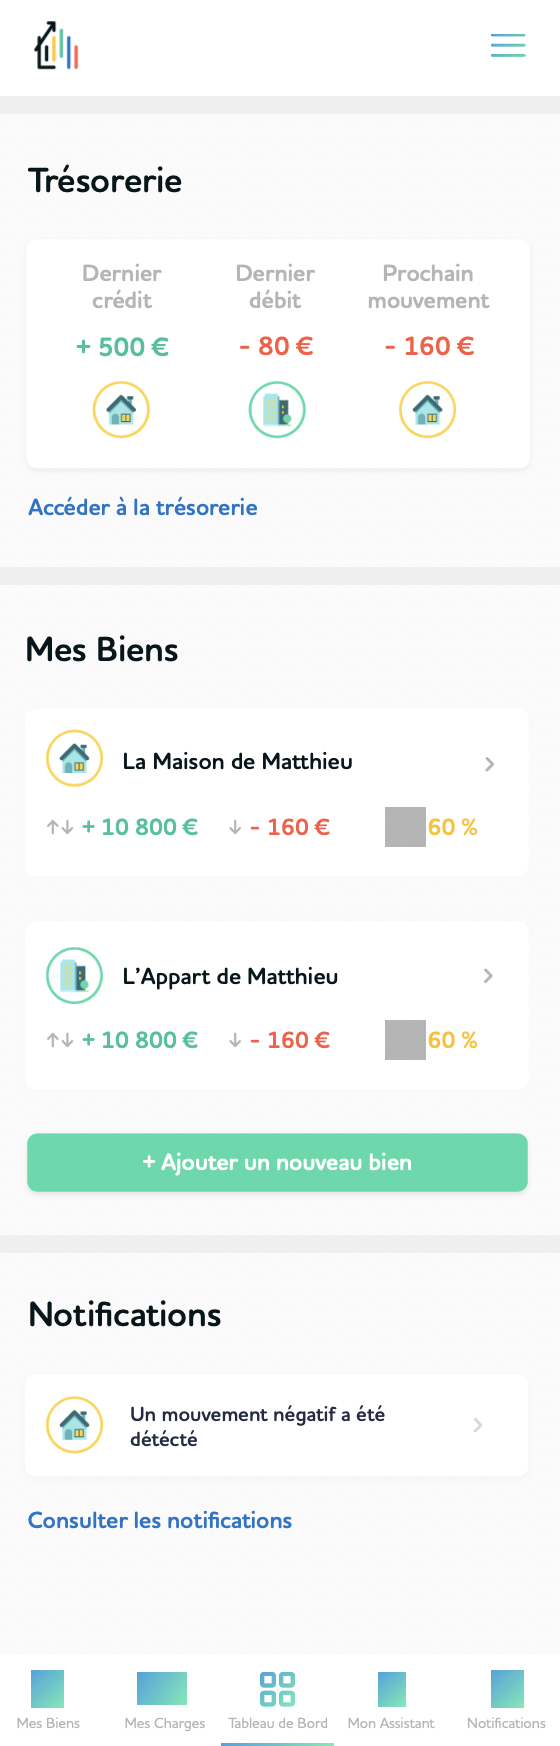 Trésorerie
Dernier crédit
Dernier débit
Prochain mouvement
+ 500 €
- 80 €
- 160 €
Accéder à la trésorerie
Mes Biens
La Maison de Matthieu
+ 10 800 €
- 160 €
60 %
L’Appart de Matthieu
+ 10 800 €
- 160 €
60 %
+ Ajouter un nouveau bien
Notifications
Un mouvement négatif a été
détécté
Consulter les notifications
Mes Biens
Mes Charges
Tableau de Bord
Mon Assistant
Notifications